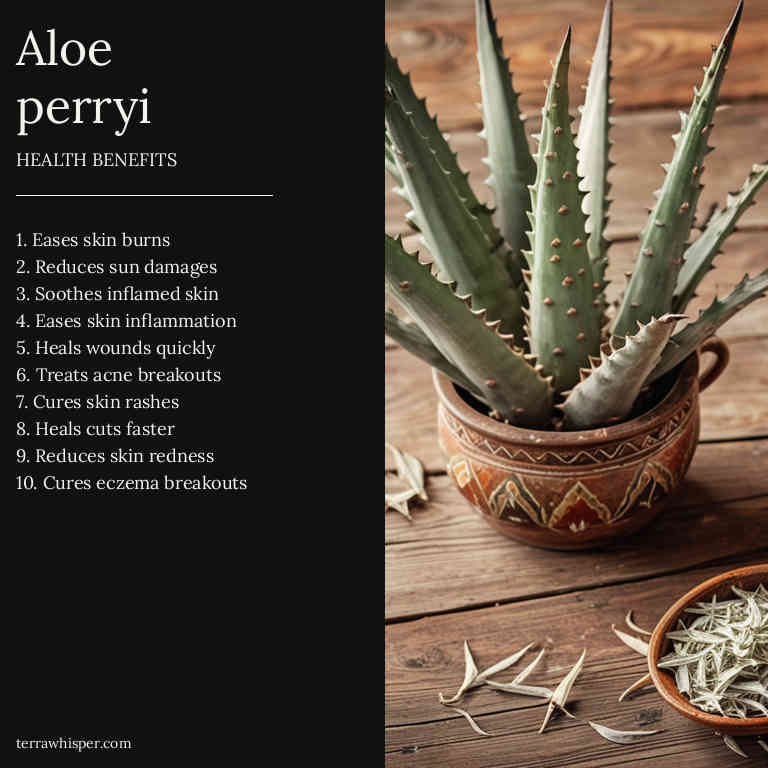 Aloe
perryi
HEALTH BENEFITS
1. Eases skin burns
2. Reduces sun damages
3. Soothes inflamed skin
4. Eases skin inflammation
5. Heals wounds quickly
6. Treats acne breakouts
7. Cures skin rashes
8. Heals cuts faster
9. Reduces skin redness
10. Cures eczema breakouts
terrawhisper.com